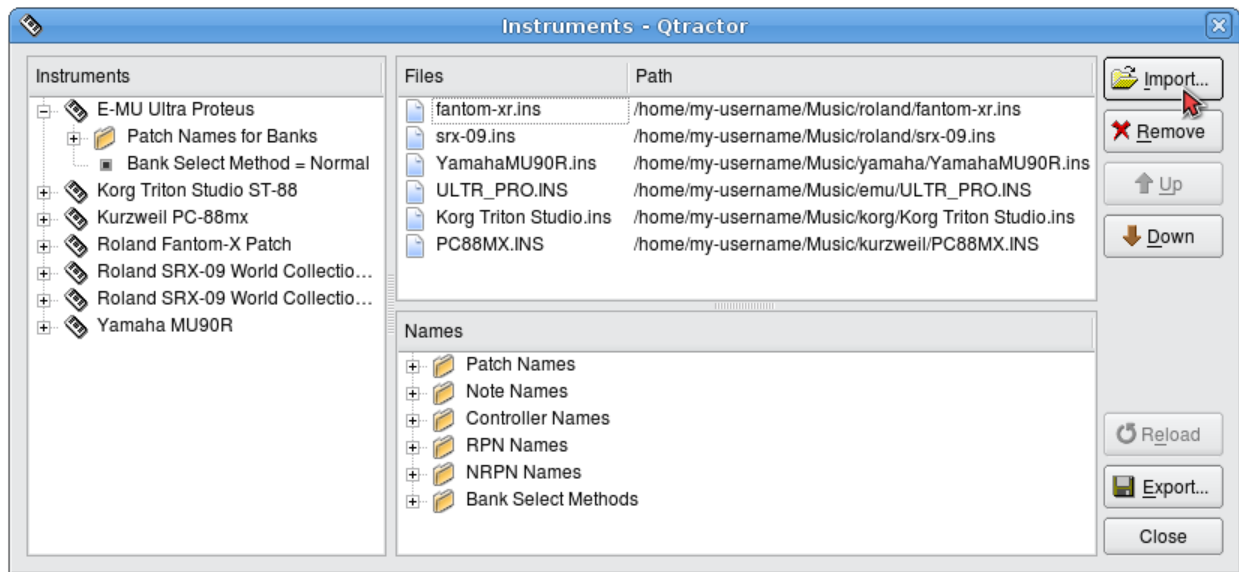 Instruments - Qtractor
Instruments
E-MU Ultra Proteus
Patch Names for Banks
Bank Select Method = Normal
Korg Triton Studio ST-88
Kurzweil PC-88mx
Roland Fantom-X Patch
Roland SRX-09 World Collectio...
Roland SRX-09 World Collectio...
Yamaha MU90R
Files Path
fantom-xr.ins /home/my-username/Music/roland/fantom-xr.ins
srx-09.ins /home/my-username/Music/roland/srx-09.ins
YamahaMU90R.ins /home/my-username/Music/yamaha/YamahaMU90R.ins
ULTR_PRO.INS /home/my-username/Music/emu/ULTR_PRO.INS
Korg Triton Studio.ins /home/my-username/Music/korg/Korg Triton Studio.ins
PC88MX.INS /home/my-username/Music/kurzweil/PC88MX.INS
Names
Patch Names
Note Names
Controller Names
RPN Names
NRPN Names
Bank Select Methods
Import...
Remove
Up
Down
Reload
Export...
Close